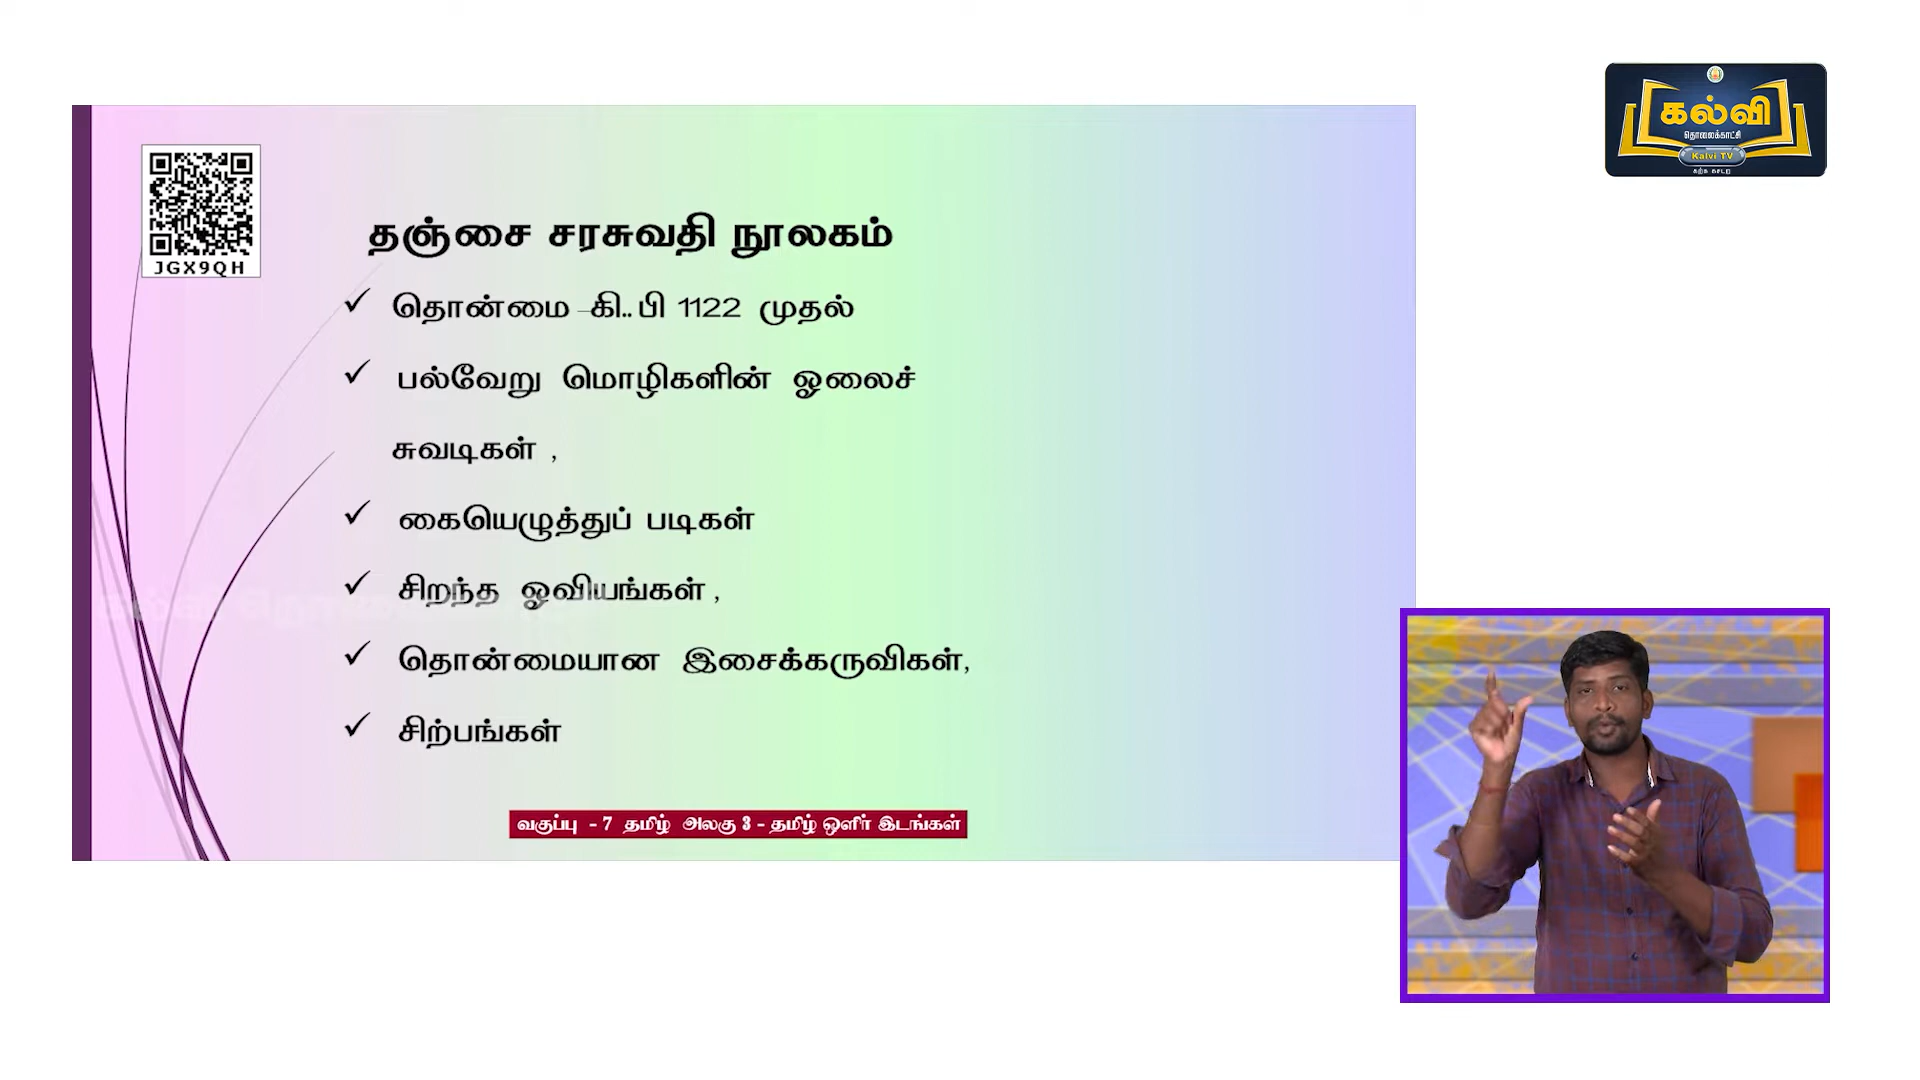 கல்வி
தொலைக்காட்சி
Kalvi TV
JGX9QH
தஞ்சை சரசுவதி நூலகம்
✓ தொன்மை –கி..பி 1122 முதல்
✓ பல்வேறு மொழிகளின் ஓலைச்
சுவடிகள் ,
✓ கையெழுத்துப் படிகள்
✓ சிறந்த ஓவியங்கள் ,
✓ தொன்மையான இசைக்கருவிகள்,
✓ சிற்பங்கள்
வகுப்பு - 7 தமிழ் அலகு 3 - தமிழ் ஒளிர் இடங்கள்